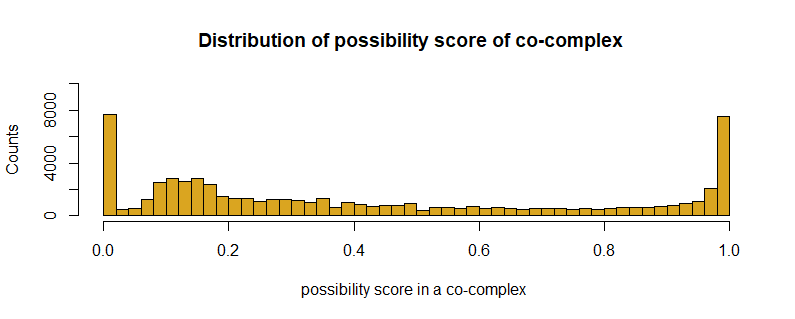 Distribution of possibility score of co-complex
Counts
8000
4000
0
0.0 0.2 0.4 0.6 0.8 1.0
possibility score in a co-complex